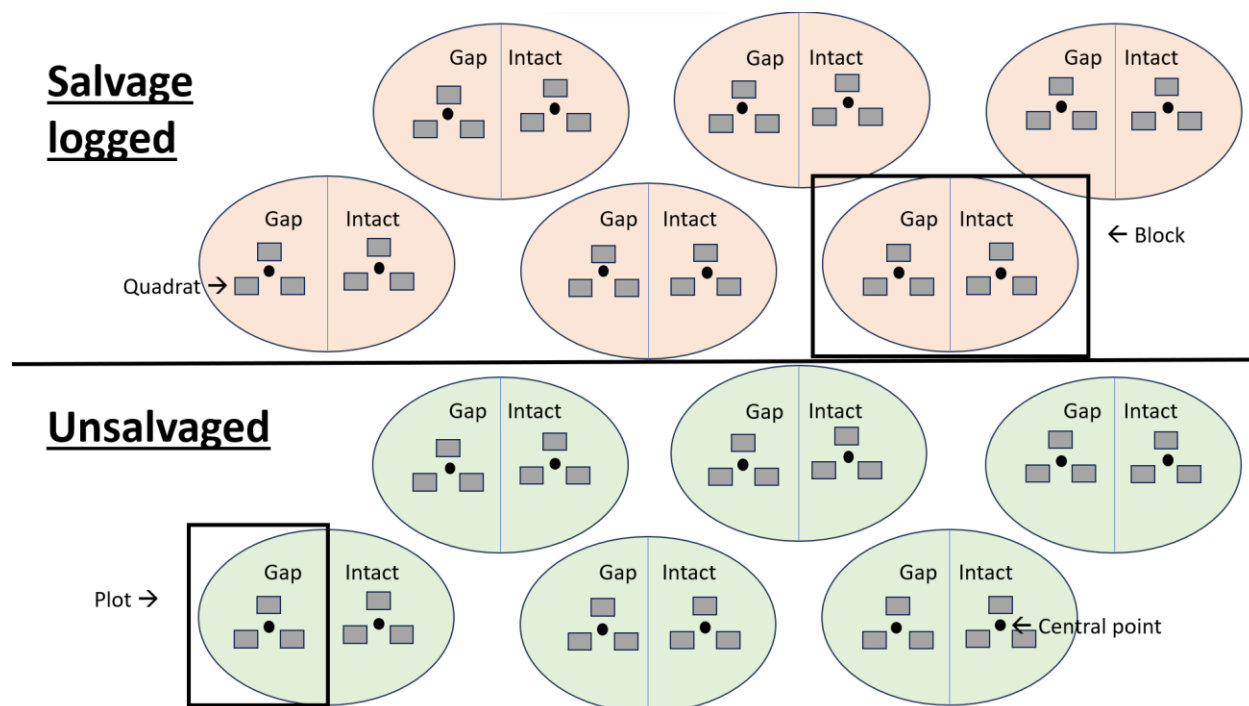 Salvage
logged
Gap Intact
Gap Intact
Gap Intact
Gap Intact
Gap Intact
Gap Intact
← Block
Quadrat →
Unsalvaged
Gap Intact
Gap Intact
Gap Intact
Gap Intact
Gap Intact
Gap Intact
Plot →
← Central point